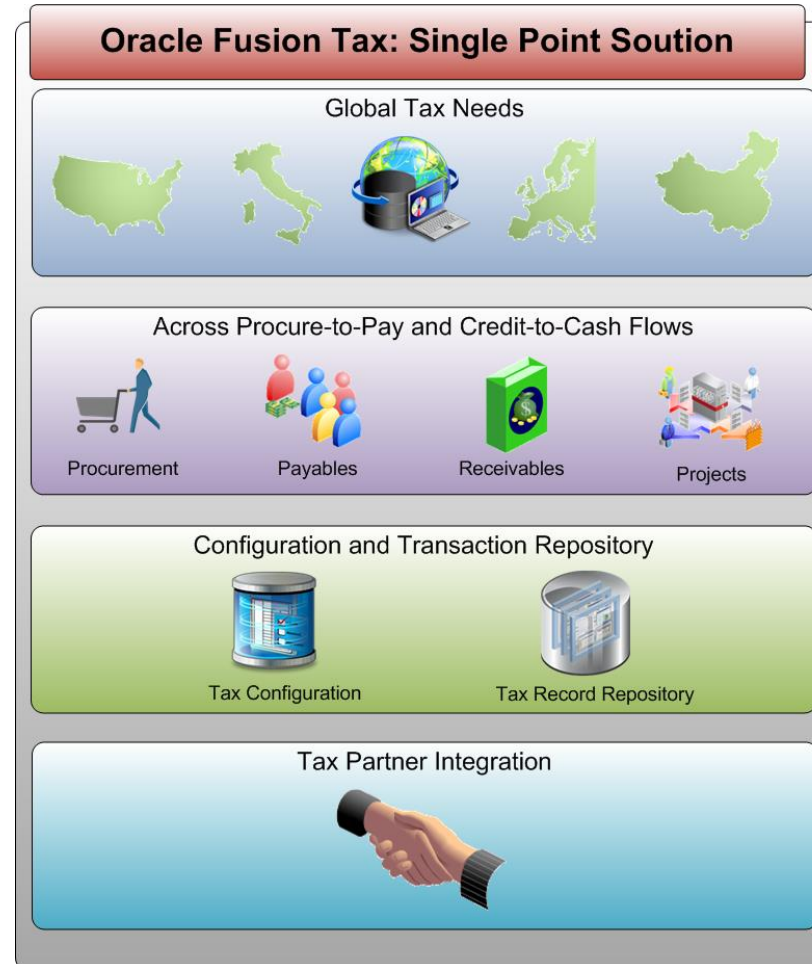 Oracle Fusion Tax: Single Point Soution
Global Tax Needs
Across Procure-to-Pay and Credit-to-Cash Flows
Procurement
Payables
Receivables
Projects
Configuration and Transaction Repository
Tax Configuration
Tax Record Repository
Tax Partner Integration